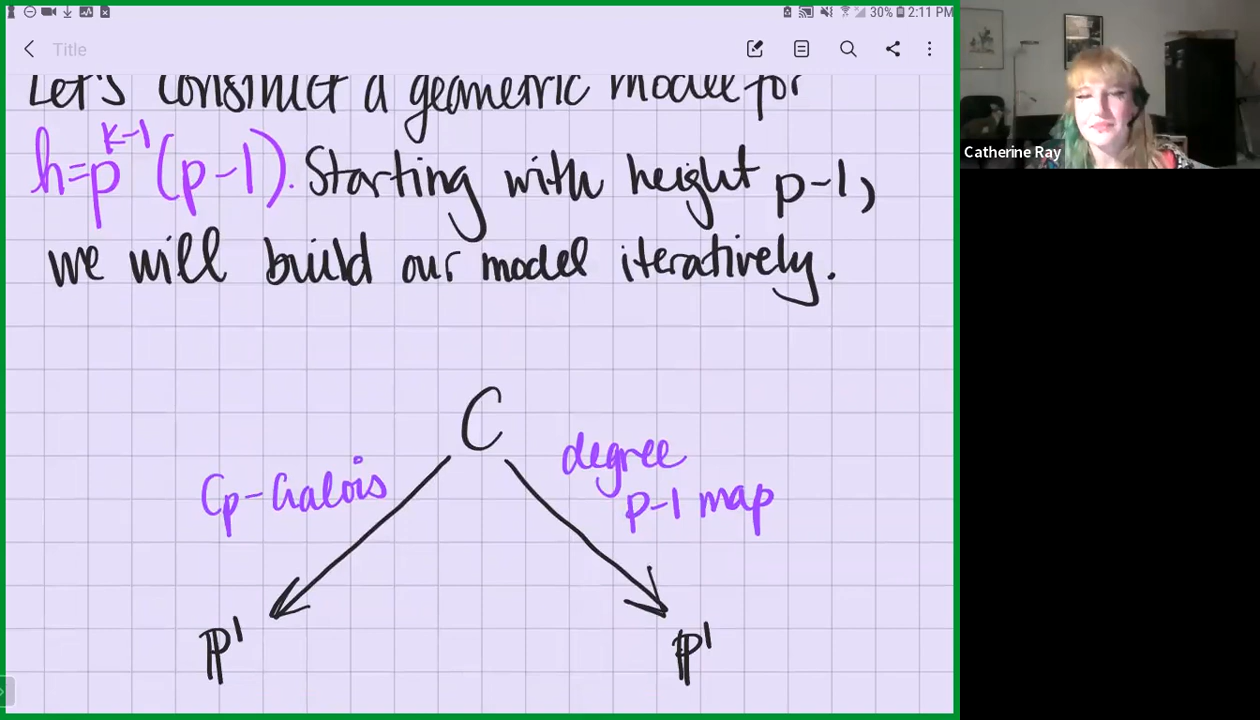 30% 2:11 PM
Title
Let's construct a geometric model for
h=p^{k-1}(p-1). Starting with height p-1,
we will build our model iteratively.
C
Cp-Galois
degree
p-1 map
ℙ¹ ℙ¹
Catherine Ray